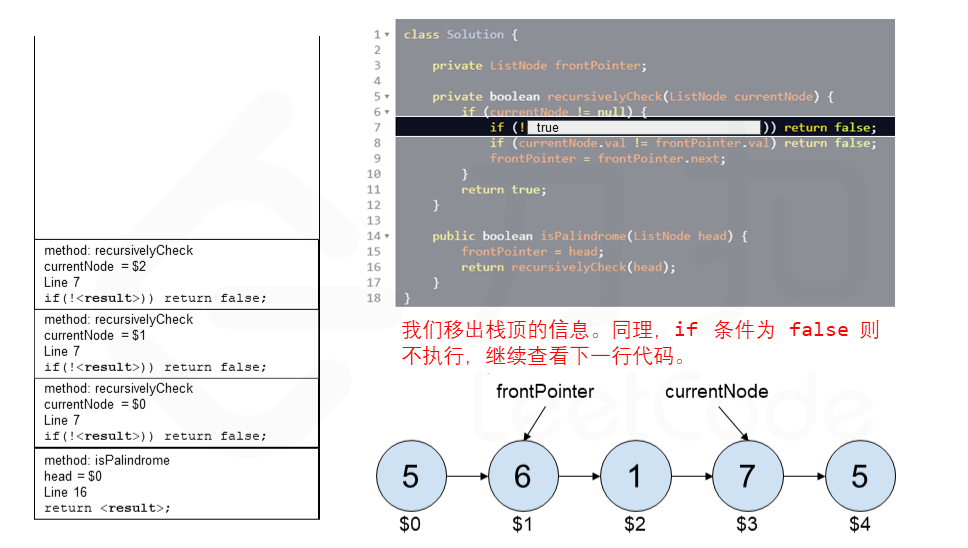 method: recursivelyCheck
currentNode = $2
Line 7
if(!<result>)) return false;
method: recursivelyCheck
currentNode = $1
Line 7
if(!<result>)) return false;
method: recursivelyCheck
currentNode = $0
Line 7
if(!<result>)) return false;
method: isPalindrome
head = $0
Line 16
return <result>;
1 class Solution {
2
3 private ListNode frontPointer;
4
5 private boolean recursivelyCheck(ListNode currentNode) {
6 if (currentNode != null) {
7 if (! true )) return false;
8 if (currentNode.val != frontPointer.val) return false;
9 frontPointer = frontPointer.next;
10 }
11 return true;
12 }
13
14 public boolean isPalindrome(ListNode head) {
15 frontPointer = head;
16 return recursivelyCheck(head);
17 }
18 }
我们移出栈顶的信息。同理，if 条件为 false 则
不执行，继续查看下一行代码。
frontPointer currentNode
5 6 1 7 5
$0 $1 $2 $3 $4
LeetCode